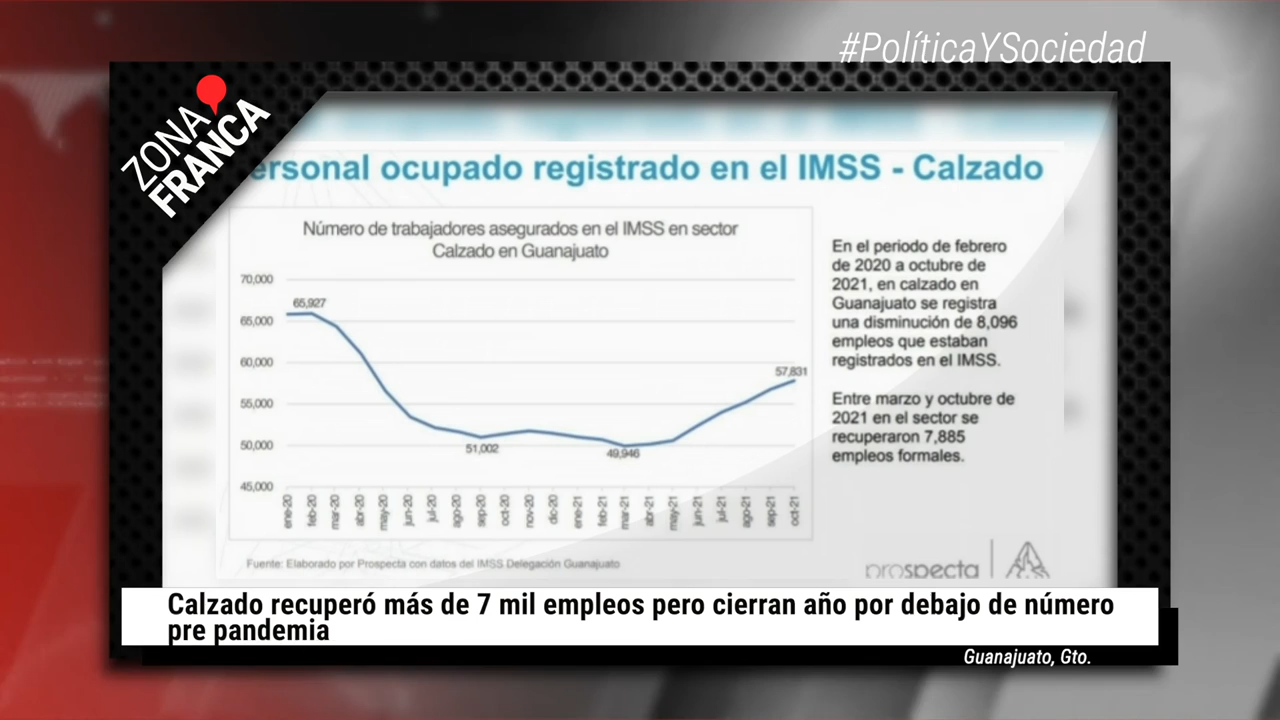 #PolíticaYSociedad
ZONA
FRANCA
ersonal ocupado registrado en el IMSS - Calzado
Número de trabajadores asegurados en el IMSS en sector
Calzado en Guanajuato
70,000
65,000
60,000
55,000
50,000
45,000
65,927
51,002
49,946
57,831
ene-20
feb-20
mar-20
abr-20
may-20
jun-20
jul-20
ago-20
sep-20
oct-20
nov-20
dic-20
ene-21
feb-21
mar-21
abr-21
may-21
jun-21
jul-21
ago-21
sep-21
oct-21
En el periodo de febrero
de 2020 a octubre de
2021, en calzado en
Guanajuato se registra
una disminución de 8,096
empleos que estaban
registrados en el IMSS.
Entre marzo y octubre de
2021 en el sector se
recuperaron 7,885
empleos formales.
Fuente: Elaborado por Prospecta con datos del IMSS Delegación Guanajuato
prospecta
Calzado recuperó más de 7 mil empleos pero cierran año por debajo de número
pre pandemia
Guanajuato, Gto.